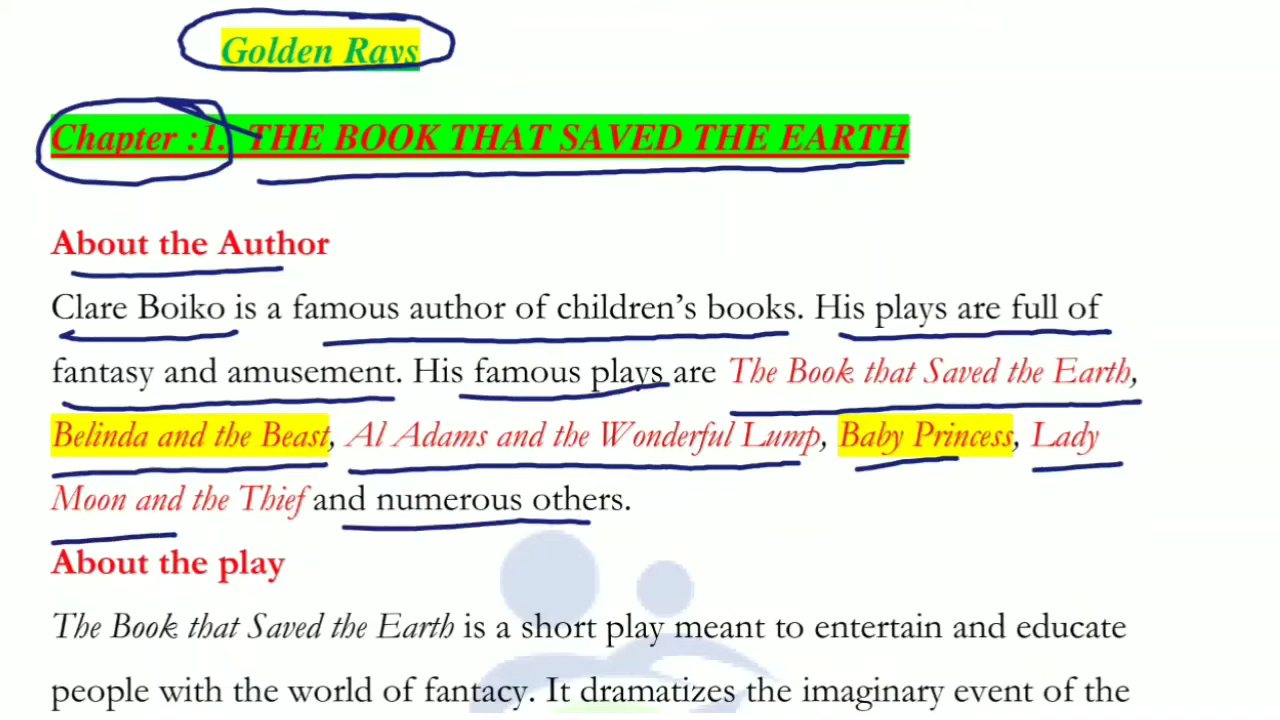 Golden Rays
Chapter :1. THE BOOK THAT SAVED THE EARTH
About the Author
Clare Boiko is a famous author of children’s books. His plays are full of
fantasy and amusement. His famous plays are The Book that Saved the Earth,
Belinda and the Beast, Al Adams and the Wonderful Lump, Baby Princess, Lady
Moon and the Thief and numerous others.
About the play
The Book that Saved the Earth is a short play meant to entertain and educate
people with the world of fantacy. It dramatizes the imaginary event of the